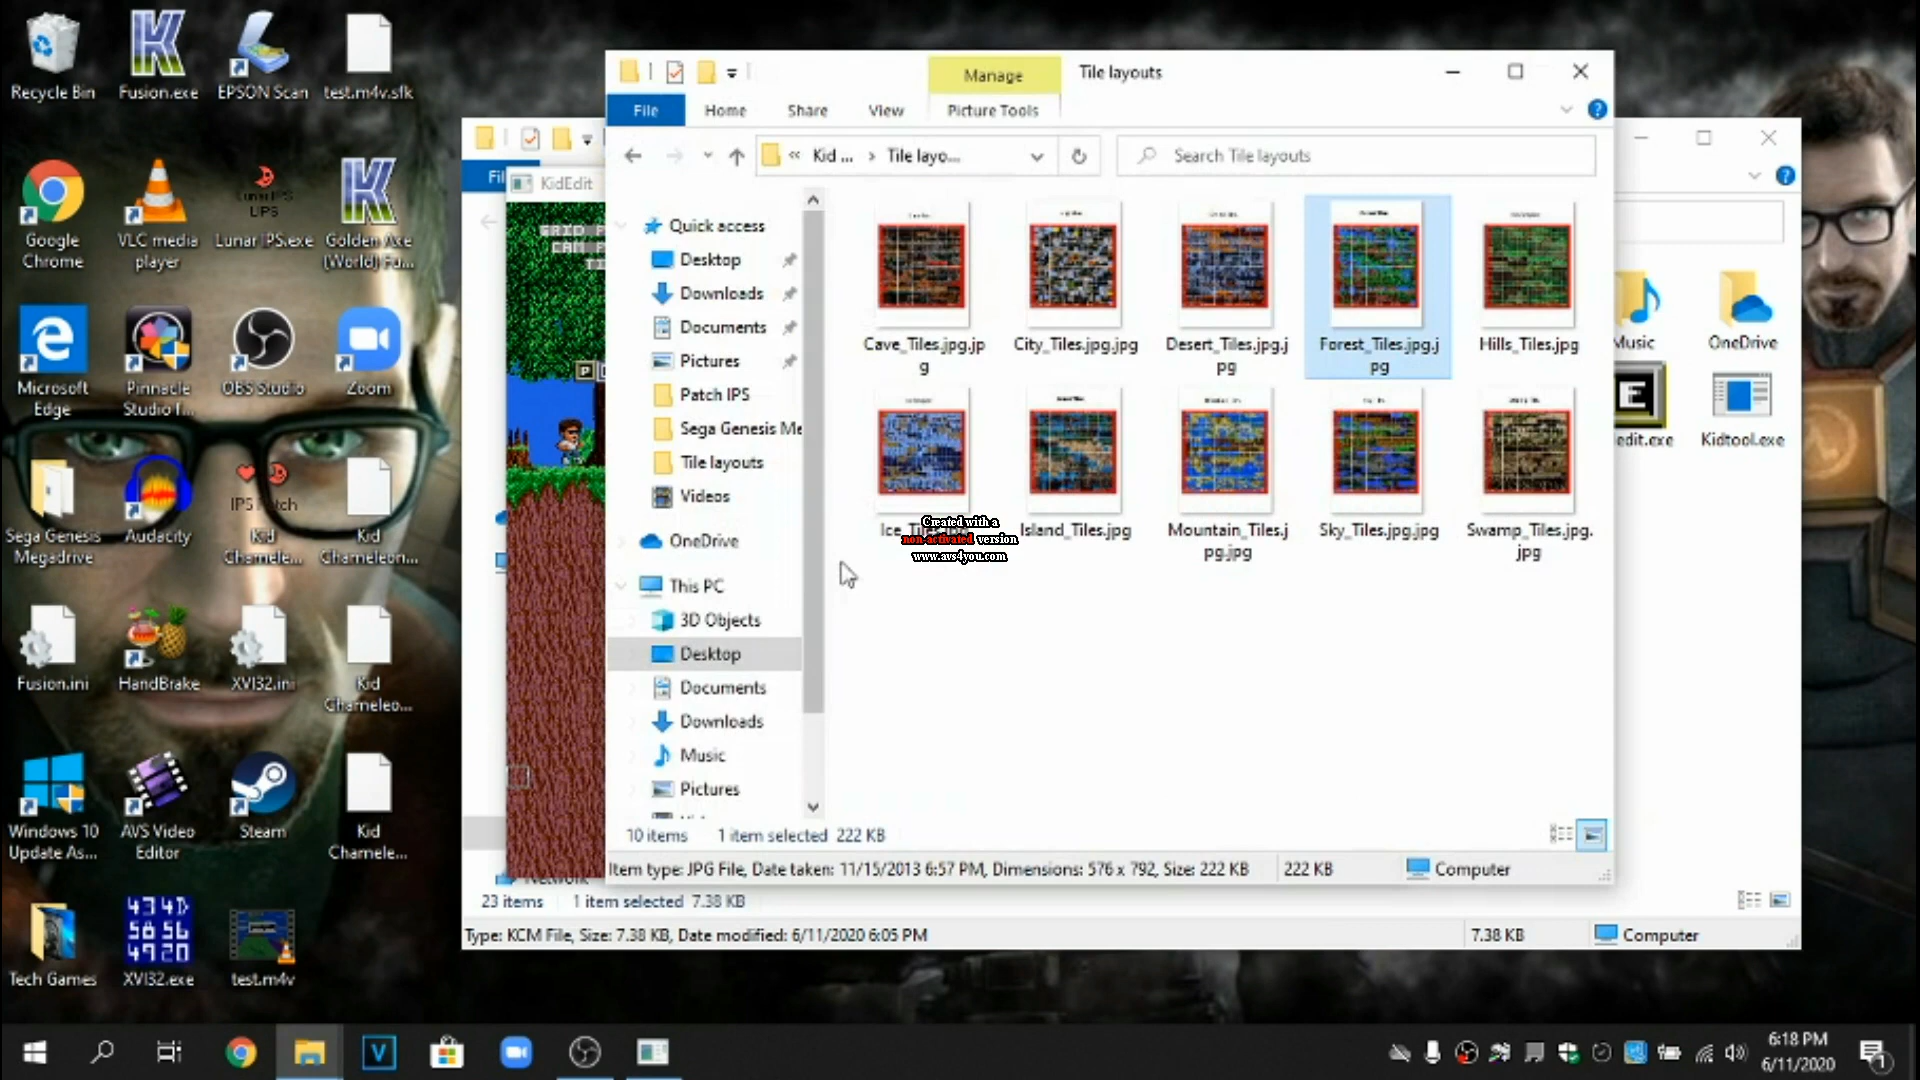 Recycle Bin
Fusion.exe
EPSON Scan
test.m4v.sfk
Google
Chrome
VLC media
player
Lunar IPS.exe
Golden Axe
(World) Fu...
Microsoft
Edge
Pinnacle
Studio f...
OBS Studio
Zoom
Sega Genesis
Megadrive
Audacity
IPS Patch
Kid
Chamele...
Kid
Chameleon...
Fusion.ini
HandBrake
XVI32.ini
Kid
Chameleo...
Windows 10
Update As...
AVS Video
Editor
Steam
Kid
Chamele...
434D
5856
4920
Tech Games
XVI32.exe
test.m4v
KidEdit
Manage
Tile layouts
File
Home
Share
View
Picture Tools
« Kid ... › Tile layo...
Search Tile layouts
Quick access
Desktop
Downloads
Documents
Pictures
Patch IPS
Sega Genesis Me
Tile layouts
Videos
OneDrive
This PC
3D Objects
Desktop
Documents
Downloads
Music
Pictures
Cave_Tiles.jpg.jp
g
City_Tiles.jpg.jpg
Desert_Tiles.jpg.j
pg
Forest_Tiles.jpg.j
pg
Hills_Tiles.jpg
Island_Tiles.jpg
Mountain_Tiles.j
pg.jpg
Sky_Tiles.jpg.jpg
Swamp_Tiles.jpg.
jpg
Created with a
non-activated version
www.avs4you.com
10 items 1 item selected 222 KB
Item type: JPG File, Date taken: 11/15/2013 6:57 PM, Dimensions: 576 x 792, Size: 222 KB
222 KB
Computer
Music
OneDrive
E
edit.exe
Kidtool.exe
Network
23 items 1 item selected 7.38 KB
Type: KCM File, Size: 7.38 KB, Date modified: 6/11/2020 6:05 PM
7.38 KB
Computer
6:18 PM
6/11/2020
1